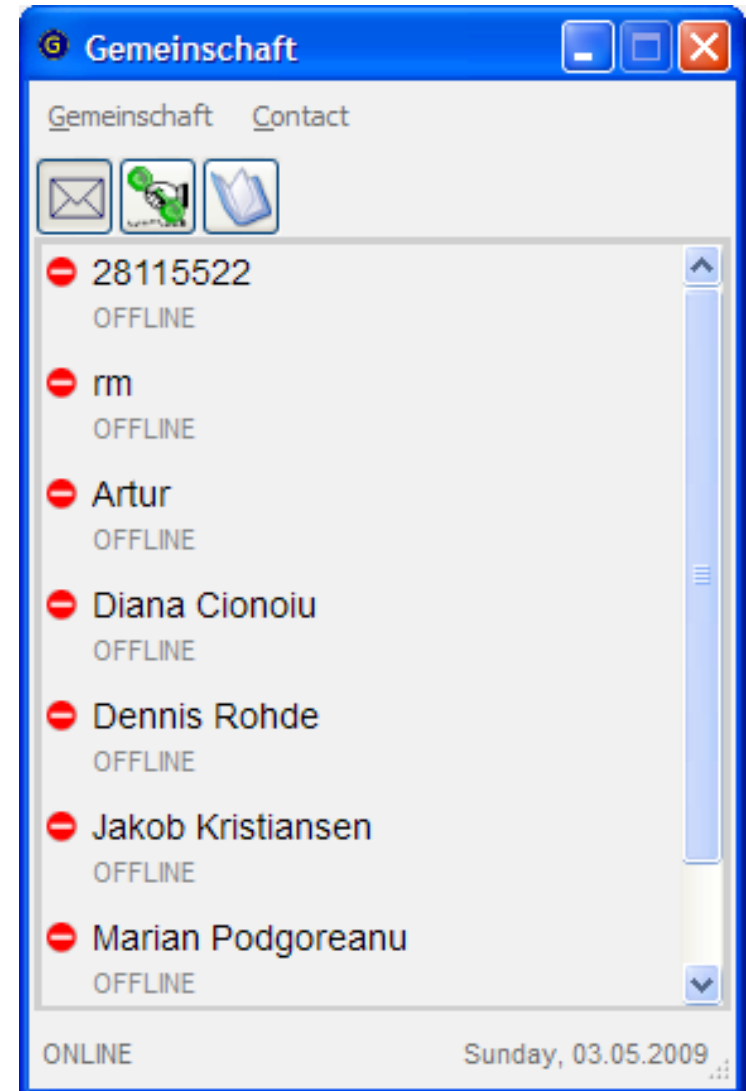 G Gemeinschaft
Gemeinschaft Contact
28115522
OFFLINE
rm
OFFLINE
Artur
OFFLINE
Diana Cionoiu
OFFLINE
Dennis Rohde
OFFLINE
Jakob Kristiansen
OFFLINE
Marian Podgoreanu
OFFLINE
ONLINE Sunday, 03.05.2009